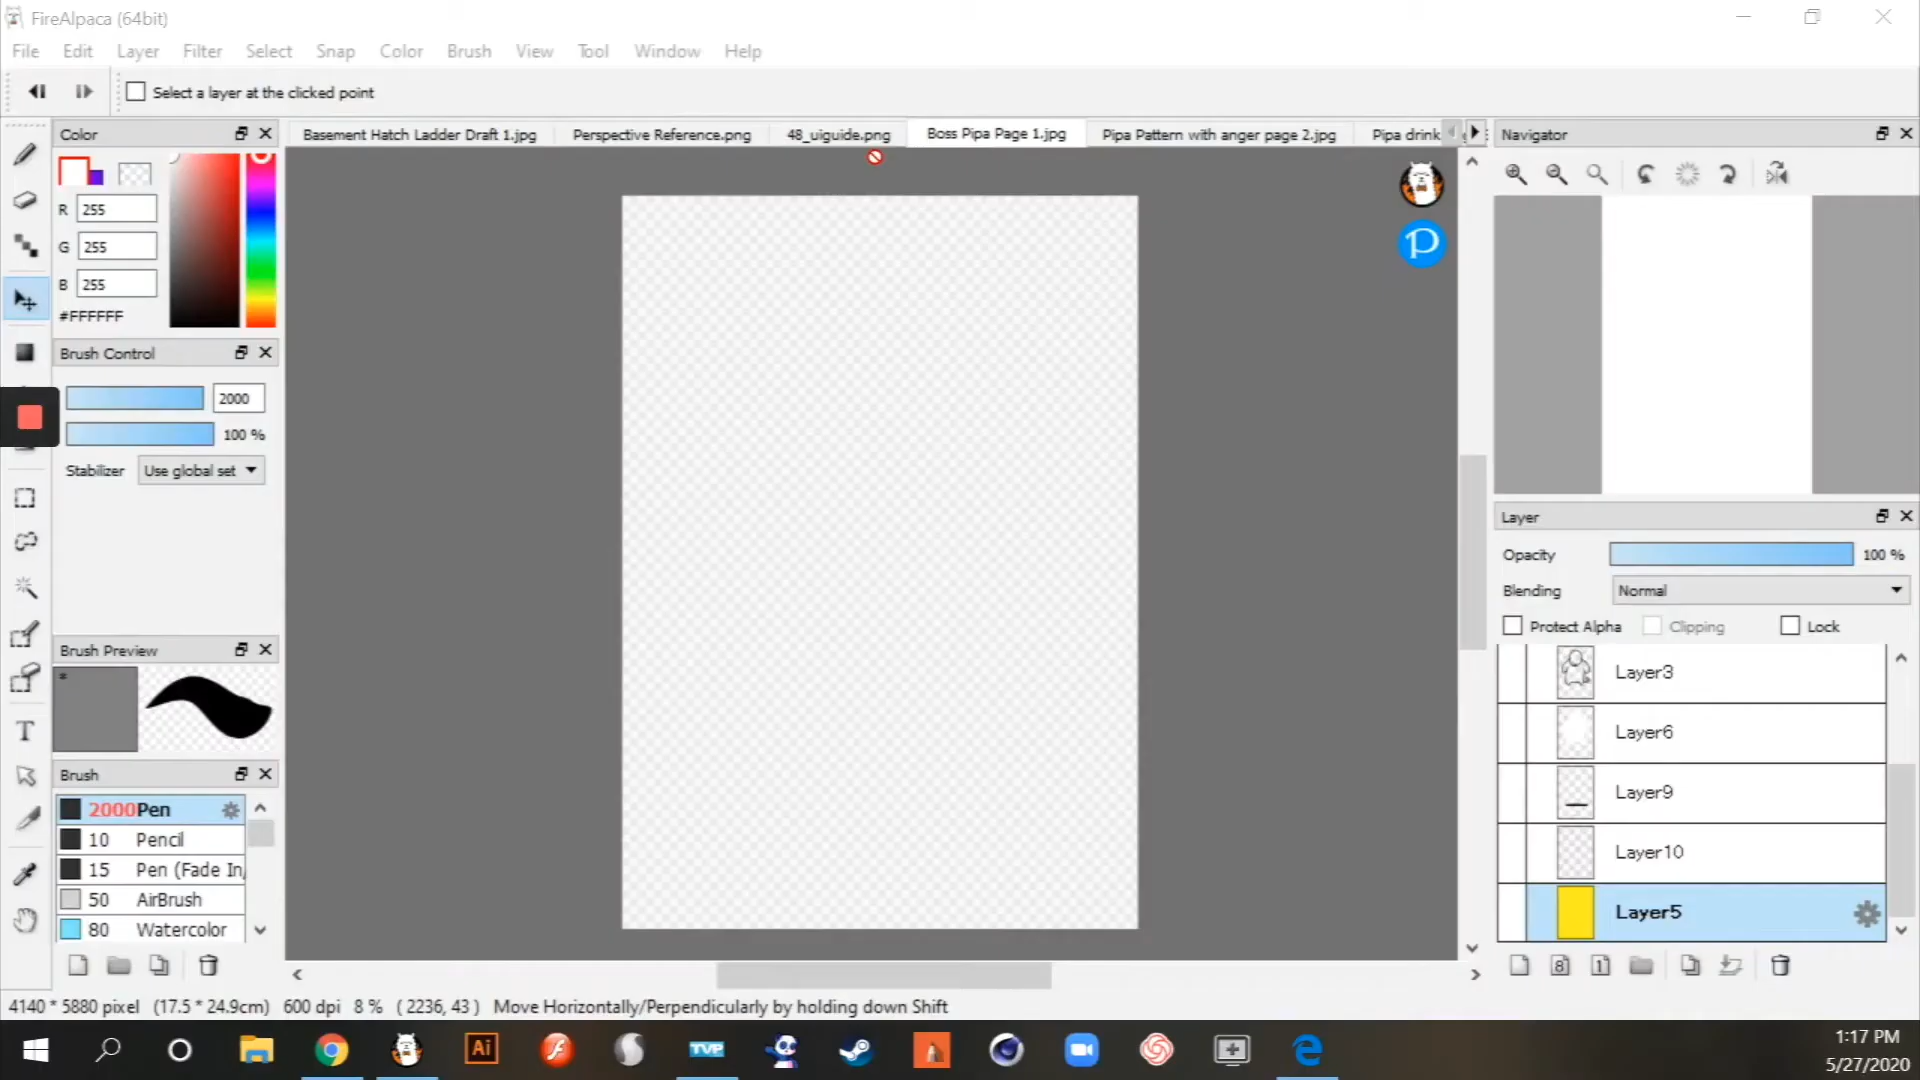 FireAlpaca (64bit)
File Edit Layer Filter Select Snap Color Brush View Tool Window Help
Select a layer at the clicked point
Color
Basement Hatch Ladder Draft 1.jpg Perspective Reference.png 48_uiguide.png Boss Pipa Page 1.jpg Pipa Pattern with anger page 2.jpg Pipa drink
Navigator
R 255
G 255
B 255
#FFFFFF
Brush Control
2000
100 %
Stabilizer Use global set
Layer
Opacity 100 %
Blending Normal
Protect Alpha Clipping Lock
Brush Preview
*
Layer3
Layer6
Layer9
Layer10
Layer5
Brush
2000 Pen
10 Pencil
15 Pen (Fade In/
50 AirBrush
80 Watercolor
8 1
T
P
4140 * 5880 pixel (17.5 * 24.9cm) 600 dpi 8 % ( 2236, 43 ) Move Horizontally/Perpendicularly by holding down Shift
Ai
TVP
1:17 PM
5/27/2020